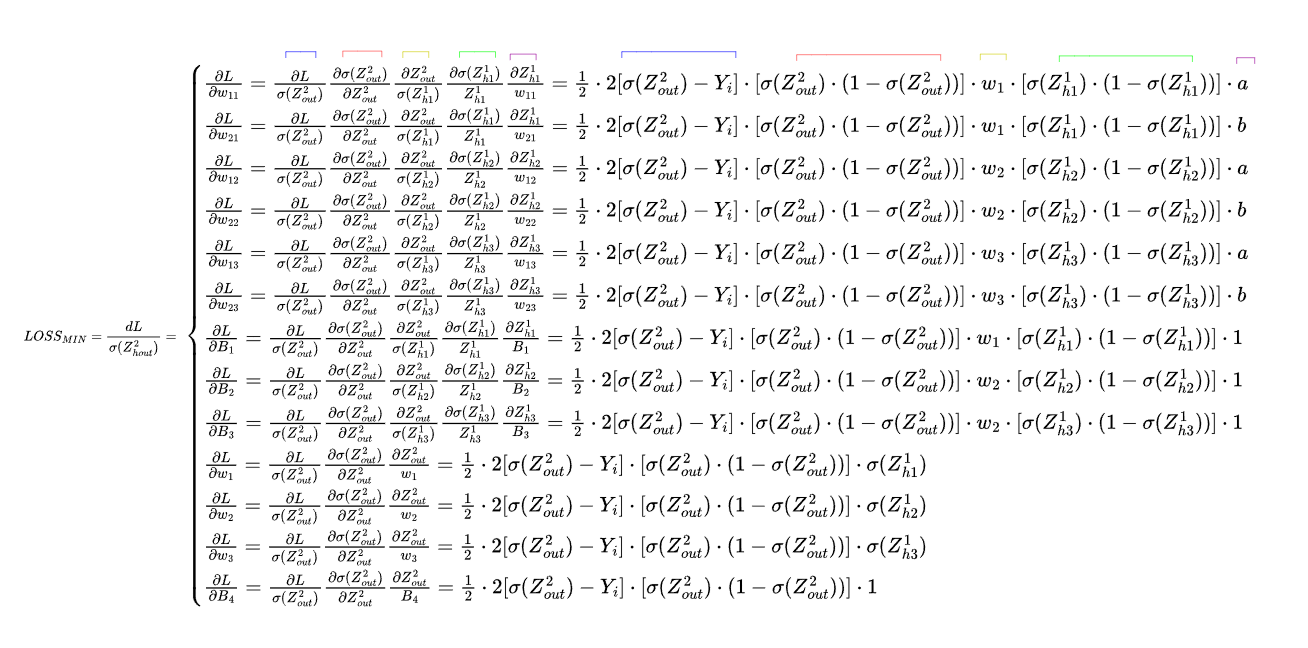 \frac{\partial L}{\partial w_{11}} = \frac{\partial L}{\sigma(Z^2_{out})} \frac{\partial \sigma(Z^2_{out})}{\partial Z^2_{out}} \frac{\partial Z^2_{out}}{\sigma(Z^1_{h1})} \frac{\partial \sigma(Z^1_{h1})}{Z^1_{h1}} \frac{\partial Z^1_{h1}}{w_{11}} = \frac{1}{2} \cdot 2[\sigma(Z^2_{out}) - Y_i] \cdot [\sigma(Z^2_{out}) \cdot (1 - \sigma(Z^2_{out}))] \cdot w_1 \cdot [\sigma(Z^1_{h1}) \cdot (1 - \sigma(Z^1_{h1}))] \cdot a
\frac{\partial L}{\partial w_{21}} = \frac{\partial L}{\sigma(Z^2_{out})} \frac{\partial \sigma(Z^2_{out})}{\partial Z^2_{out}} \frac{\partial Z^2_{out}}{\sigma(Z^1_{h1})} \frac{\partial \sigma(Z^1_{h1})}{Z^1_{h1}} \frac{\partial Z^1_{h1}}{w_{21}} = \frac{1}{2} \cdot 2[\sigma(Z^2_{out}) - Y_i] \cdot [\sigma(Z^2_{out}) \cdot (1 - \sigma(Z^2_{out}))] \cdot w_1 \cdot [\sigma(Z^1_{h1}) \cdot (1 - \sigma(Z^1_{h1}))] \cdot b
\frac{\partial L}{\partial w_{12}} = \frac{\partial L}{\sigma(Z^2_{out})} \frac{\partial \sigma(Z^2_{out})}{\partial Z^2_{out}} \frac{\partial Z^2_{out}}{\sigma(Z^1_{h2})} \frac{\partial \sigma(Z^1_{h2})}{Z^1_{h2}} \frac{\partial Z^1_{h2}}{w_{12}} = \frac{1}{2} \cdot 2[\sigma(Z^2_{out}) - Y_i] \cdot [\sigma(Z^2_{out}) \cdot (1 - \sigma(Z^2_{out}))] \cdot w_2 \cdot [\sigma(Z^1_{h2}) \cdot (1 - \sigma(Z^1_{h2}))] \cdot a
\frac{\partial L}{\partial w_{22}} = \frac{\partial L}{\sigma(Z^2_{out})} \frac{\partial \sigma(Z^2_{out})}{\partial Z^2_{out}} \frac{\partial Z^2_{out}}{\sigma(Z^1_{h2})} \frac{\partial \sigma(Z^1_{h2})}{Z^1_{h2}} \frac{\partial Z^1_{h2}}{w_{22}} = \frac{1}{2} \cdot 2[\sigma(Z^2_{out}) - Y_i] \cdot [\sigma(Z^2_{out}) \cdot (1 - \sigma(Z^2_{out}))] \cdot w_2 \cdot [\sigma(Z^1_{h2}) \cdot (1 - \sigma(Z^1_{h2}))] \cdot b
\frac{\partial L}{\partial w_{13}} = \frac{\partial L}{\sigma(Z^2_{out})} \frac{\partial \sigma(Z^2_{out})}{\partial Z^2_{out}} \frac{\partial Z^2_{out}}{\sigma(Z^1_{h3})} \frac{\partial \sigma(Z^1_{h3})}{Z^1_{h3}} \frac{\partial Z^1_{h3}}{w_{13}} = \frac{1}{2} \cdot 2[\sigma(Z^2_{out}) - Y_i] \cdot [\sigma(Z^2_{out}) \cdot (1 - \sigma(Z^2_{out}))] \cdot w_3 \cdot [\sigma(Z^1_{h3}) \cdot (1 - \sigma(Z^1_{h3}))] \cdot a
\frac{\partial L}{\partial w_{23}} = \frac{\partial L}{\sigma(Z^2_{out})} \frac{\partial \sigma(Z^2_{out})}{\partial Z^2_{out}} \frac{\partial Z^2_{out}}{\sigma(Z^1_{h3})} \frac{\partial \sigma(Z^1_{h3})}{Z^1_{h3}} \frac{\partial Z^1_{h3}}{w_{23}} = \frac{1}{2} \cdot 2[\sigma(Z^2_{out}) - Y_i] \cdot [\sigma(Z^2_{out}) \cdot (1 - \sigma(Z^2_{out}))] \cdot w_3 \cdot [\sigma(Z^1_{h3}) \cdot (1 - \sigma(Z^1_{h3}))] \cdot b
LOSS_{MIN} = \frac{dL}{\sigma(Z^2_{hout})} =
\frac{\partial L}{\partial B_1} = \frac{\partial L}{\sigma(Z^2_{out})} \frac{\partial \sigma(Z^2_{out})}{\partial Z^2_{out}} \frac{\partial Z^2_{out}}{\sigma(Z^1_{h1})} \frac{\partial \sigma(Z^1_{h1})}{Z^1_{h1}} \frac{\partial Z^1_{h1}}{B_1} = \frac{1}{2} \cdot 2[\sigma(Z^2_{out}) - Y_i] \cdot [\sigma(Z^2_{out}) \cdot (1 - \sigma(Z^2_{out}))] \cdot w_1 \cdot [\sigma(Z^1_{h1}) \cdot (1 - \sigma(Z^1_{h1}))] \cdot 1
\frac{\partial L}{\partial B_2} = \frac{\partial L}{\sigma(Z^2_{out})} \frac{\partial \sigma(Z^2_{out})}{\partial Z^2_{out}} \frac{\partial Z^2_{out}}{\sigma(Z^1_{h2})} \frac{\partial \sigma(Z^1_{h2})}{Z^1_{h2}} \frac{\partial Z^1_{h2}}{B_2} = \frac{1}{2} \cdot 2[\sigma(Z^2_{out}) - Y_i] \cdot [\sigma(Z^2_{out}) \cdot (1 - \sigma(Z^2_{out}))] \cdot w_2 \cdot [\sigma(Z^1_{h2}) \cdot (1 - \sigma(Z^1_{h2}))] \cdot 1
\frac{\partial L}{\partial B_3} = \frac{\partial L}{\sigma(Z^2_{out})} \frac{\partial \sigma(Z^2_{out})}{\partial Z^2_{out}} \frac{\partial Z^2_{out}}{\sigma(Z^1_{h3})} \frac{\partial \sigma(Z^1_{h3})}{Z^1_{h3}} \frac{\partial Z^1_{h3}}{B_3} = \frac{1}{2} \cdot 2[\sigma(Z^2_{out}) - Y_i] \cdot [\sigma(Z^2_{out}) \cdot (1 - \sigma(Z^2_{out}))] \cdot w_2 \cdot [\sigma(Z^1_{h3}) \cdot (1 - \sigma(Z^1_{h3}))] \cdot 1
\frac{\partial L}{\partial w_1} = \frac{\partial L}{\sigma(Z^2_{out})} \frac{\partial \sigma(Z^2_{out})}{\partial Z^2_{out}} \frac{\partial Z^2_{out}}{w_1} = \frac{1}{2} \cdot 2[\sigma(Z^2_{out}) - Y_i] \cdot [\sigma(Z^2_{out}) \cdot (1 - \sigma(Z^2_{out}))] \cdot \sigma(Z^1_{h1})
\frac{\partial L}{\partial w_2} = \frac{\partial L}{\sigma(Z^2_{out})} \frac{\partial \sigma(Z^2_{out})}{\partial Z^2_{out}} \frac{\partial Z^2_{out}}{w_2} = \frac{1}{2} \cdot 2[\sigma(Z^2_{out}) - Y_i] \cdot [\sigma(Z^2_{out}) \cdot (1 - \sigma(Z^2_{out}))] \cdot \sigma(Z^1_{h2})
\frac{\partial L}{\partial w_3} = \frac{\partial L}{\sigma(Z^2_{out})} \frac{\partial \sigma(Z^2_{out})}{\partial Z^2_{out}} \frac{\partial Z^2_{out}}{w_3} = \frac{1}{2} \cdot 2[\sigma(Z^2_{out}) - Y_i] \cdot [\sigma(Z^2_{out}) \cdot (1 - \sigma(Z^2_{out}))] \cdot \sigma(Z^1_{h3})
\frac{\partial L}{\partial B_4} = \frac{\partial L}{\sigma(Z^2_{out})} \frac{\partial \sigma(Z^2_{out})}{\partial Z^2_{out}} \frac{\partial Z^2_{out}}{B_4} = \frac{1}{2} \cdot 2[\sigma(Z^2_{out}) - Y_i] \cdot [\sigma(Z^2_{out}) \cdot (1 - \sigma(Z^2_{out}))] \cdot 1